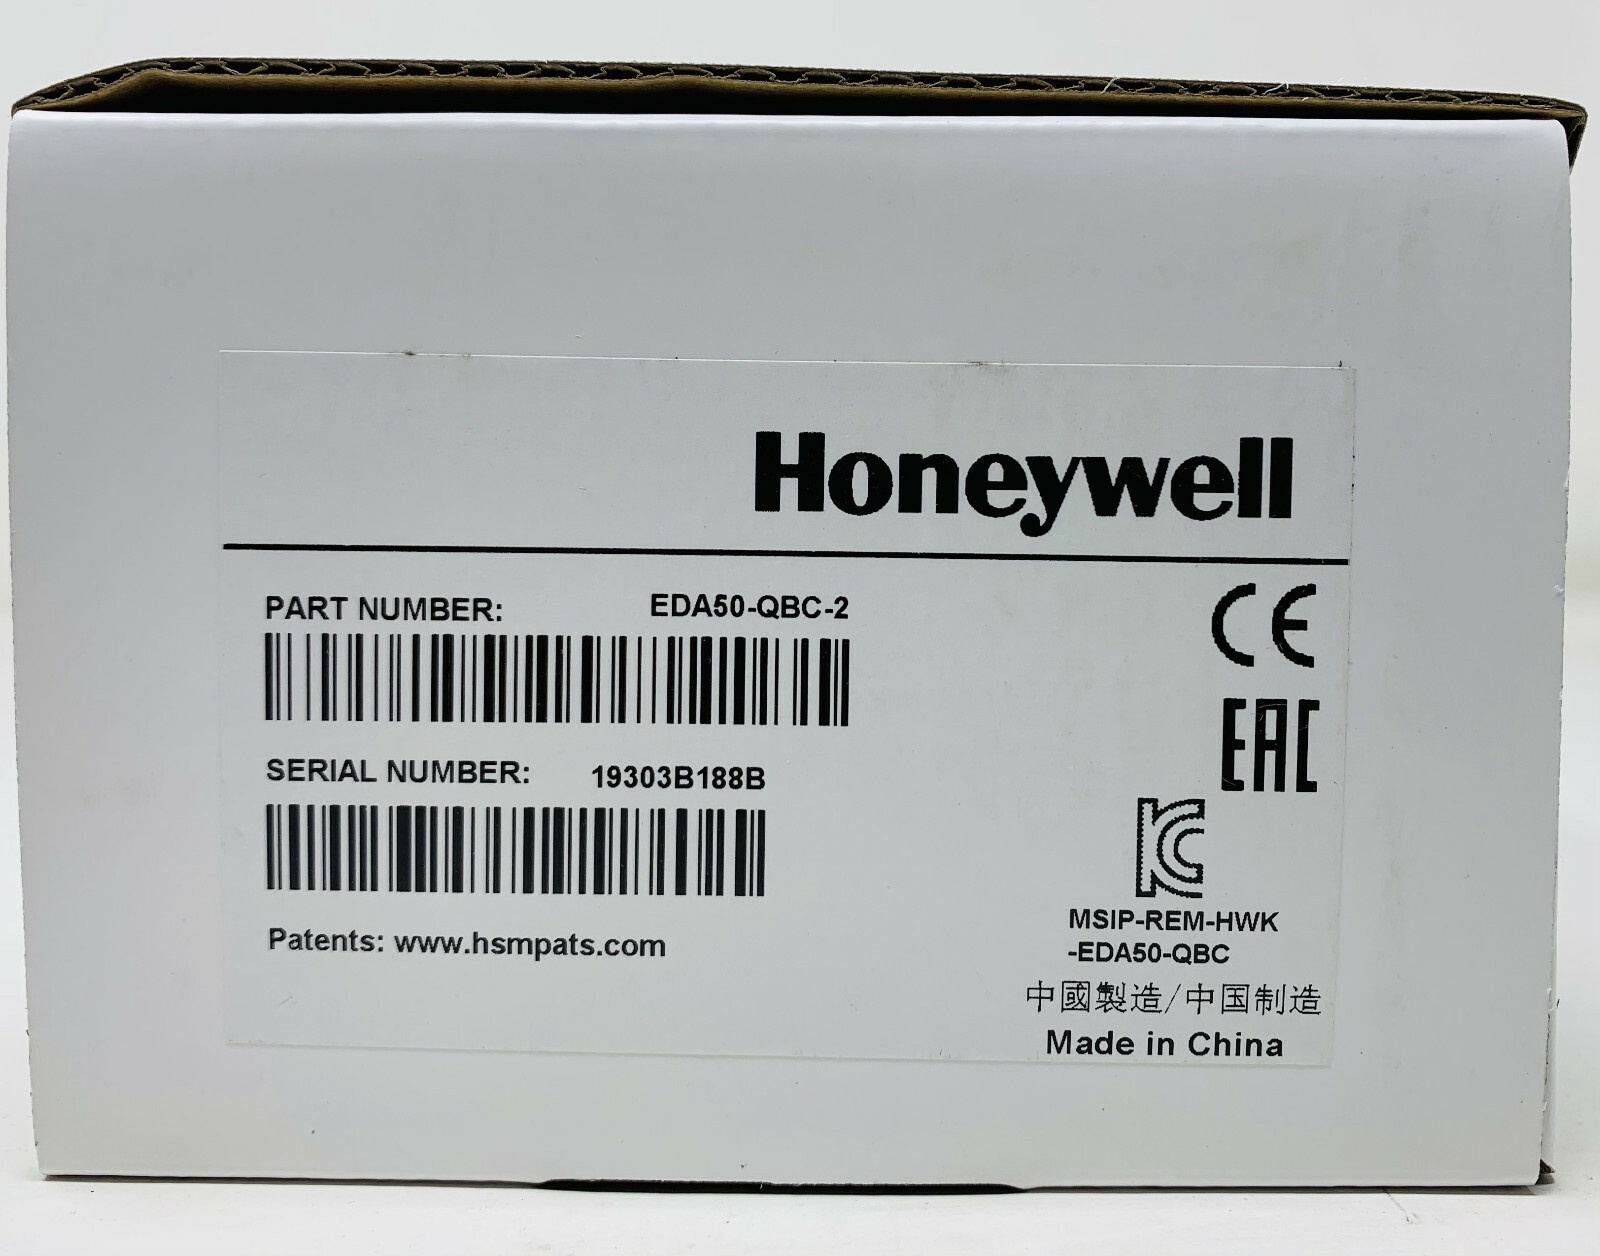 Honeywell
PART NUMBER: EDA50-QBC-2
CE
EAC
SERIAL NUMBER: 19303B188B
KC
MSIP-REM-HWK
-EDA50-QBC
Patents: www.hsmpats.com
中國製造/中国制造
Made in China